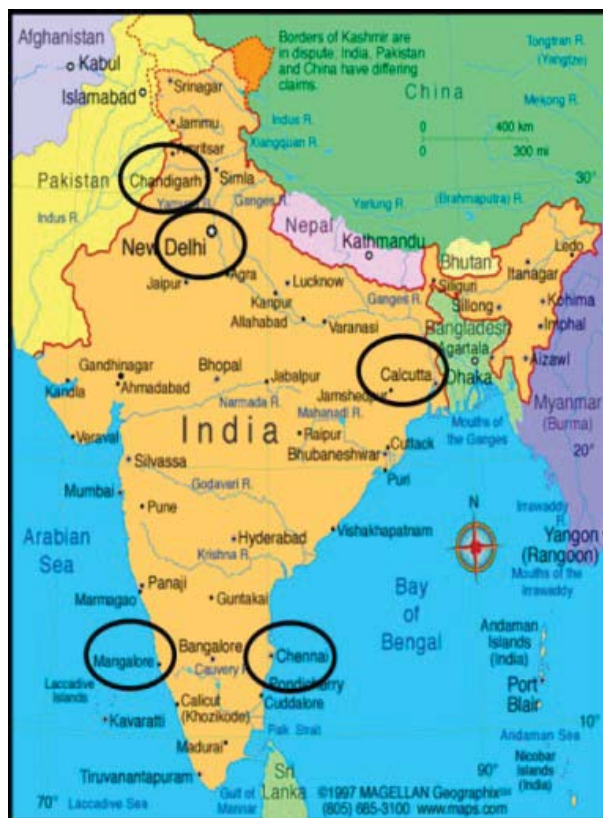 Afghanistan
Kabul
Islamabad
Borders of Kashmir are
in dispute; India, Pakistan
and China have differing
claims.
Tongtran R.
(Yangtze)
Srinagar
Indus R.
China
Mekong R.
Jammu
Xiangquan R.
0 400 km
0 300 mi
Amritsar
Pakistan
Chandigarh
Simla
30°
Yamuna R.
Ganges R.
Yarlung R.
(Brahmaputra) R.
Indus R.
Nepal
New Delhi
Kathmandu
Bhutan
Ledo
Itanagar
Agra
Jaipur
Lucknow
Siliguri
Kanpur
Ganges R.
Sillong
Kohima
Allahabad
Varanasi
Bangladesh
Imphal
Agartala
Gandhinagar
Bhopal
Calcutta
Aizawl
Kandla
Ahmadabad
Jabalpur
Jamshedpur
Dhaka
Narmada R.
Mahanadi R.
Myanmar
(Burma)
Veraval
India
Raipur
Cuttack
Mouths of
the Ganges
Bhubaneshwar
20°
Silvassa
Puri
Godavari R.
Mumbai
Pune
N
Irrawaddy
R.
Arabian
Sea
Hyderabad
Vishakhapatnam
Yangon
(Rangoon)
Krishna R.
Mouths of the
Irrawaddy
Panaji
Bay
of
Bengal
Marmagao
Guntakal
Andaman
Islands
(India)
Mangalore
Bangalore
Chennai
Cauvery R.
Laccadive
Islands
Pondicherry
Port
Blair
Calicut
(Khozikode)
Cuddalore
Kavaratti
Palk Strait
10°
Andaman Sea
Madurai
Nicobar
Islands
(India)
Tiruvanantapuram
Sri
Lanka
90°
70°
Laccadive Sea
Gulf of
Mannar
©1997 MAGELLAN Geographix℠
(805) 685-3100 www.maps.com